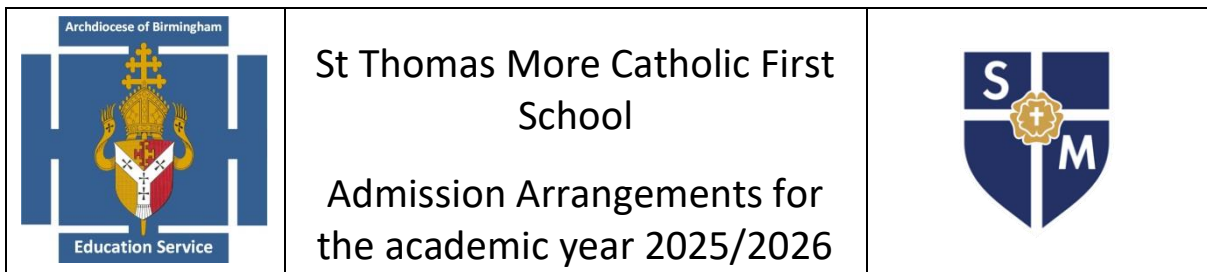 Archdiocese of Birmingham
Education Service
St Thomas More Catholic First
School
Admission Arrangements for
the academic year 2025/2026
S
M